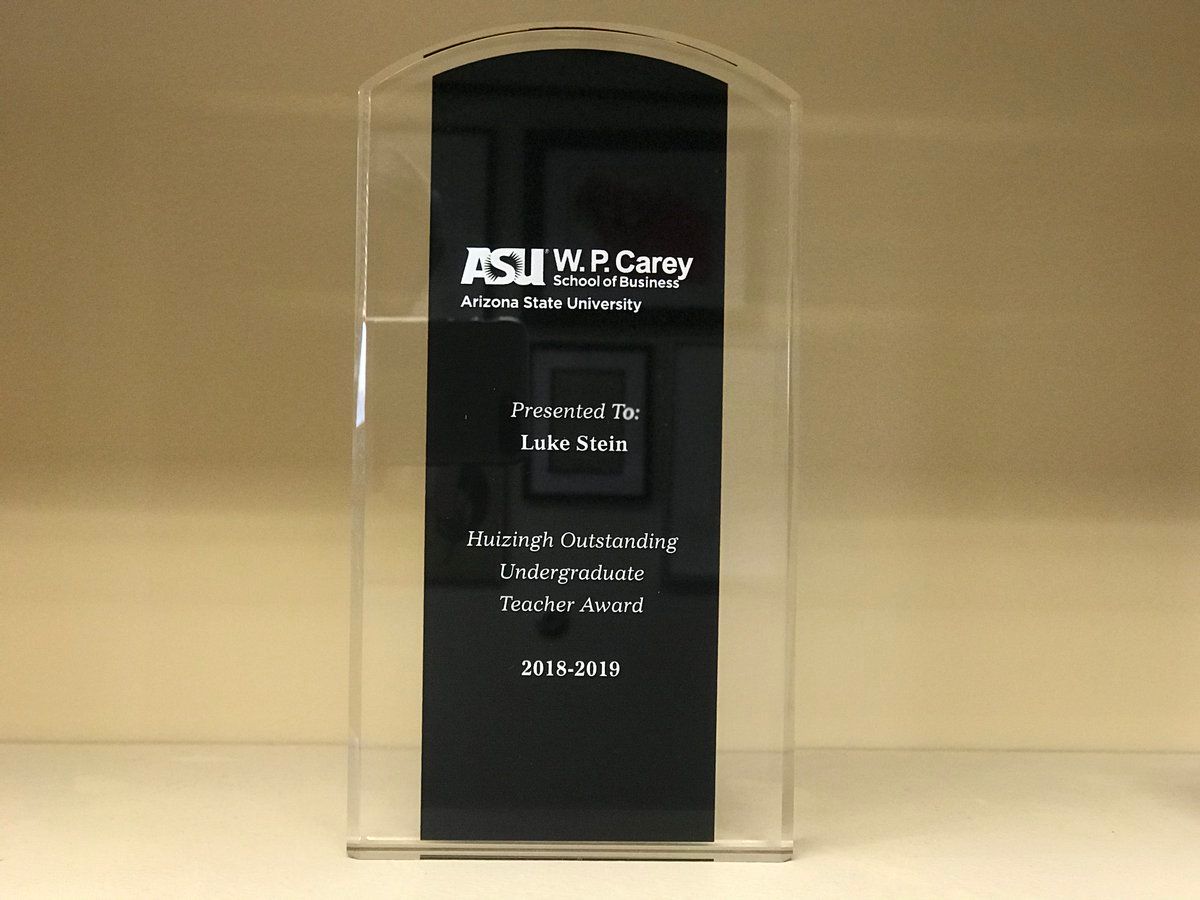 ASU W. P. Carey
School of Business
Arizona State University
Presented To:
Luke Stein
Huizingh Outstanding
Undergraduate
Teacher Award
2018-2019